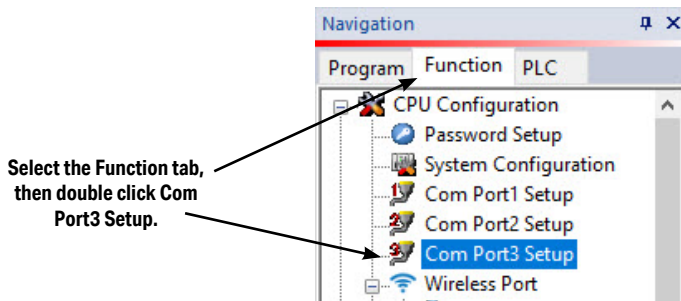 Navigation
Program Function PLC
CPU Configuration
Password Setup
System Configuration
Com Port1 Setup
Com Port2 Setup
Com Port3 Setup
Wireless Port
Select the Function tab,
then double click Com
Port3 Setup.